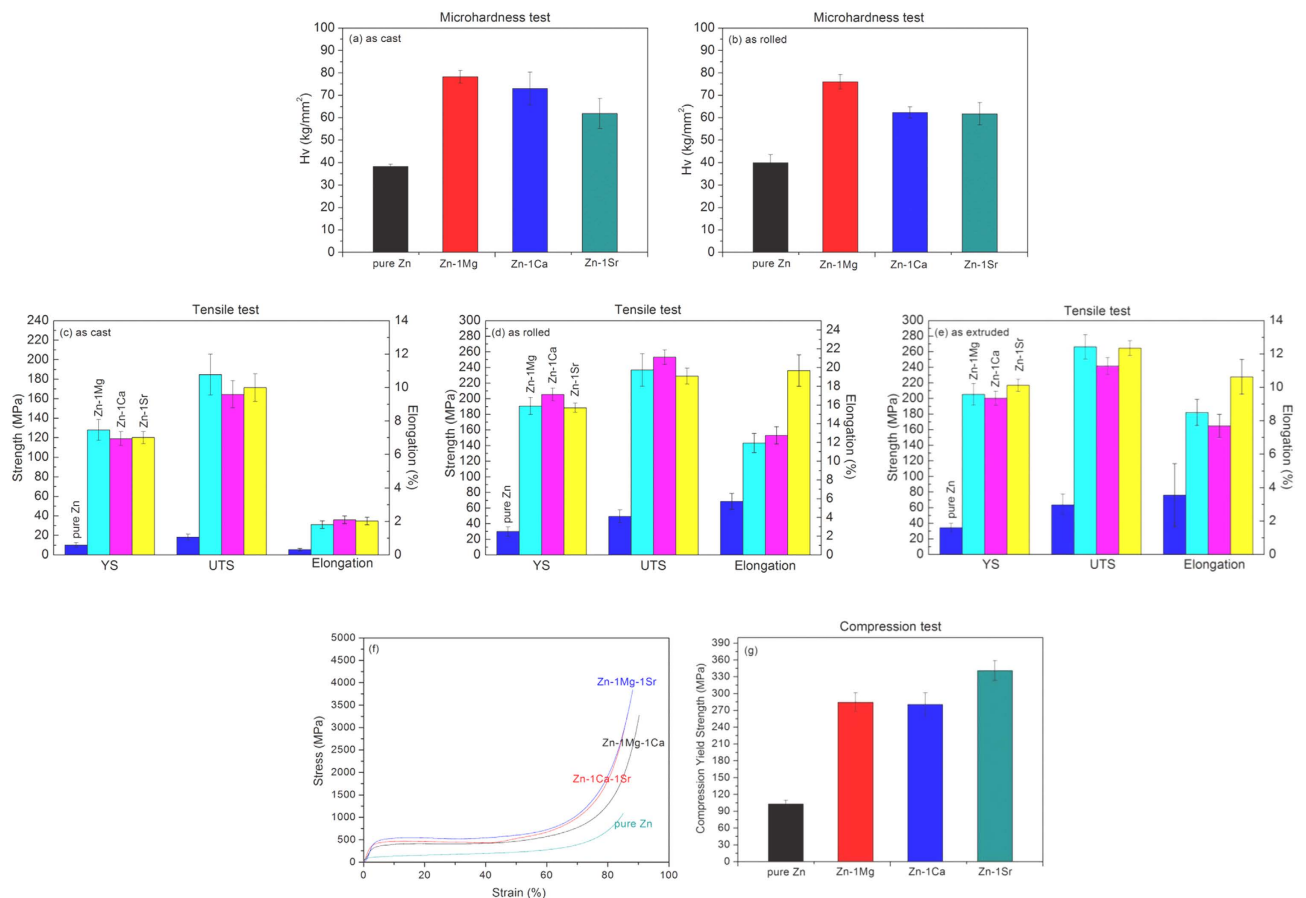 Microhardness test
(a) as cast
Hv (kg/mm²)
100
90
80
70
60
50
40
30
20
10
0
pure Zn Zn-1Mg Zn-1Ca Zn-1Sr
Microhardness test
(b) as rolled
Hv (kg/mm²)
100
90
80
70
60
50
40
30
20
10
0
pure Zn Zn-1Mg Zn-1Ca Zn-1Sr
Tensile test
(c) as cast
Strength (MPa)
240
220
200
180
160
140
120
100
80
60
40
20
0
pure Zn
Zn-1Mg
Zn-1Ca
Zn-1Sr
YS UTS Elongation
14
12
10
8
6
4
2
0
Elongation (%)
Tensile test
(d) as rolled
Strength (MPa)
300
280
260
240
220
200
180
160
140
120
100
80
60
40
20
0
pure Zn
Zn-1Mg
Zn-1Ca
Zn-1Sr
YS UTS Elongation
24
22
20
18
16
14
12
10
8
6
4
2
0
Elongation (%)
Tensile test
(e) as extruded
Strength (MPa)
300
280
260
240
220
200
180
160
140
120
100
80
60
40
20
0
pure Zn
Zn-1Mg
Zn-1Ca
Zn-1Sr
YS UTS Elongation
14
12
10
8
6
4
2
0
Elongation (%)
(f)
Stress (MPa)
5000
4500
4000
3500
3000
2500
2000
1500
1000
500
0
Zn-1Mg-1Sr
Zn-1Mg-1Ca
Zn-1Ca-1Sr
pure Zn
0 20 40 60 80 100
Strain (%)
Compression test
(g)
Compression Yield Strength (MPa)
390
360
330
300
270
240
210
180
150
120
90
60
30
0
pure Zn Zn-1Mg Zn-1Ca Zn-1Sr